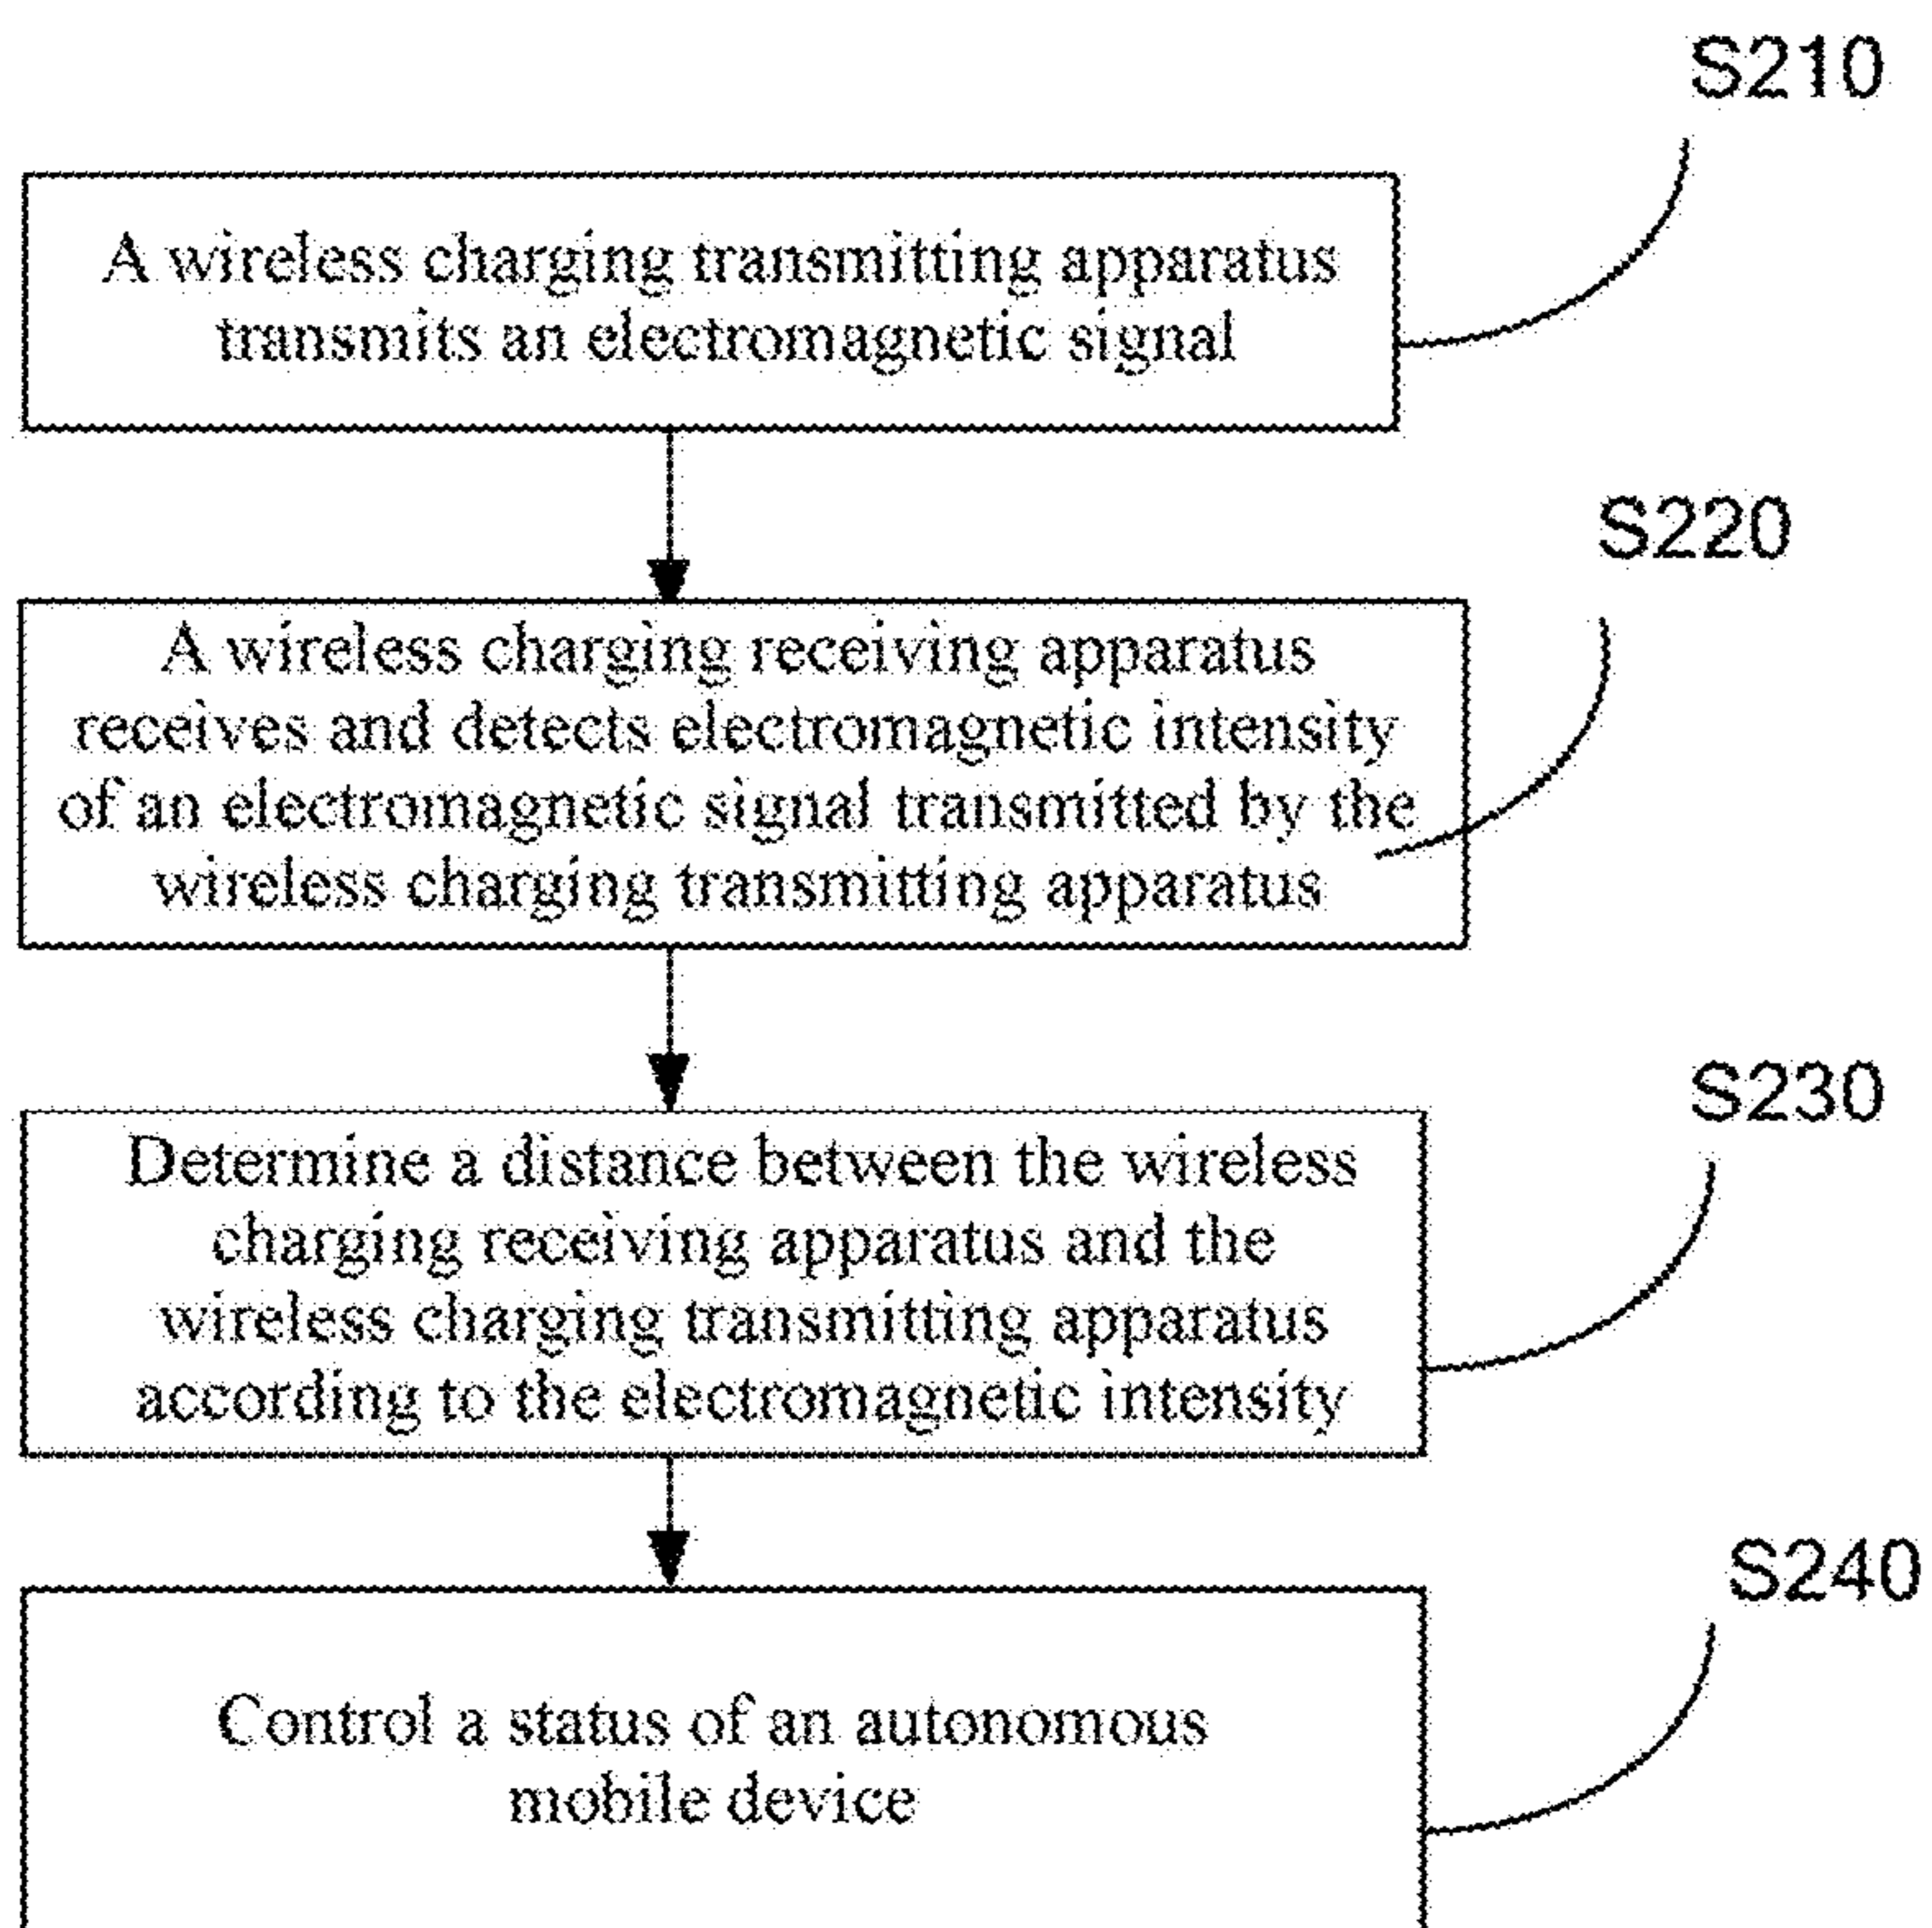 S210
A wireless charging transmitting apparatus
transmits an electromagnetic signal
S220
A wireless charging receiving apparatus
receives and detects electromagnetic intensity
of an electromagnetic signal transmitted by the
wireless charging transmitting apparatus
S230
Determine a distance between the wireless
charging receiving apparatus and the
wireless charging transmitting apparatus
according to the electromagnetic intensity
S240
Control a status of an autonomous
mobile device